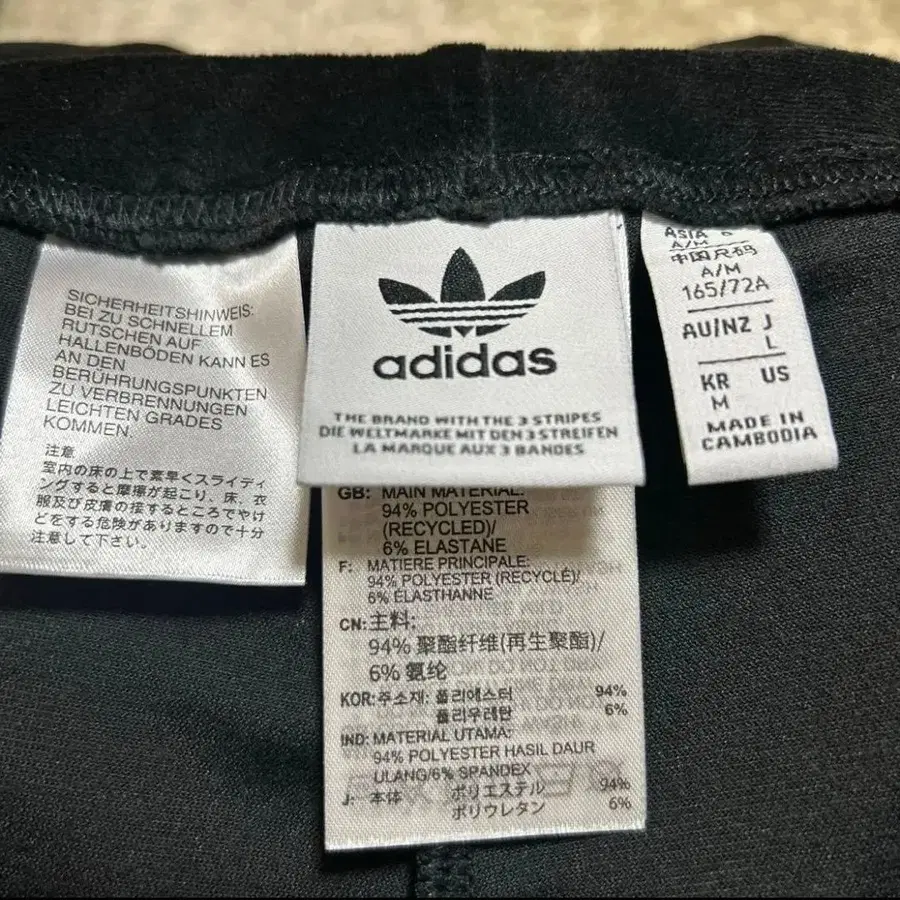 SICHERHEITSHINWEIS:
BEI ZU SCHNELLEM
RUTSCHEN AUF
HALLENBÖDEN KANN ES
AN DEN
BERÜHRUNGSPUNKTEN
ZU VERBRENNUNGEN
LEICHTEN GRADES
KOMMEN.
注意
室内の床の上で素早くスライディ
ングすると摩擦が起こり、床、衣
服及び皮膚の接するところでやけ
どをする危険がありますので十分
注意して下さい。
adidas
THE BRAND WITH THE 3 STRIPES
DIE WELTMARKE MIT DEN 3 STREIFEN
LA MARQUE AUX 3 BANDES
GB: MAIN MATERIAL:
94% POLYESTER
(RECYCLED)/
6% ELASTANE
F: MATIERE PRINCIPALE:
94% POLYESTER (RECYCLÉ)/
6% ELASTHANNE
CN: 主料:
94% 聚酯纤维(再生聚酯)/
6% 氨纶
KOR: 주소재: 폴리에스터 94%
폴리우레탄 6%
IND: MATERIAL UTAMA:
94% POLYESTER HASIL DAUR
ULANG/6% SPANDEX
J: 本体 ポリエステル 94%
ポリウレタン 6%
ASIA
A/M
中国尺码
A/M
165/72A
AU/NZ J
L
KR US
M
MADE IN
CAMBODIA